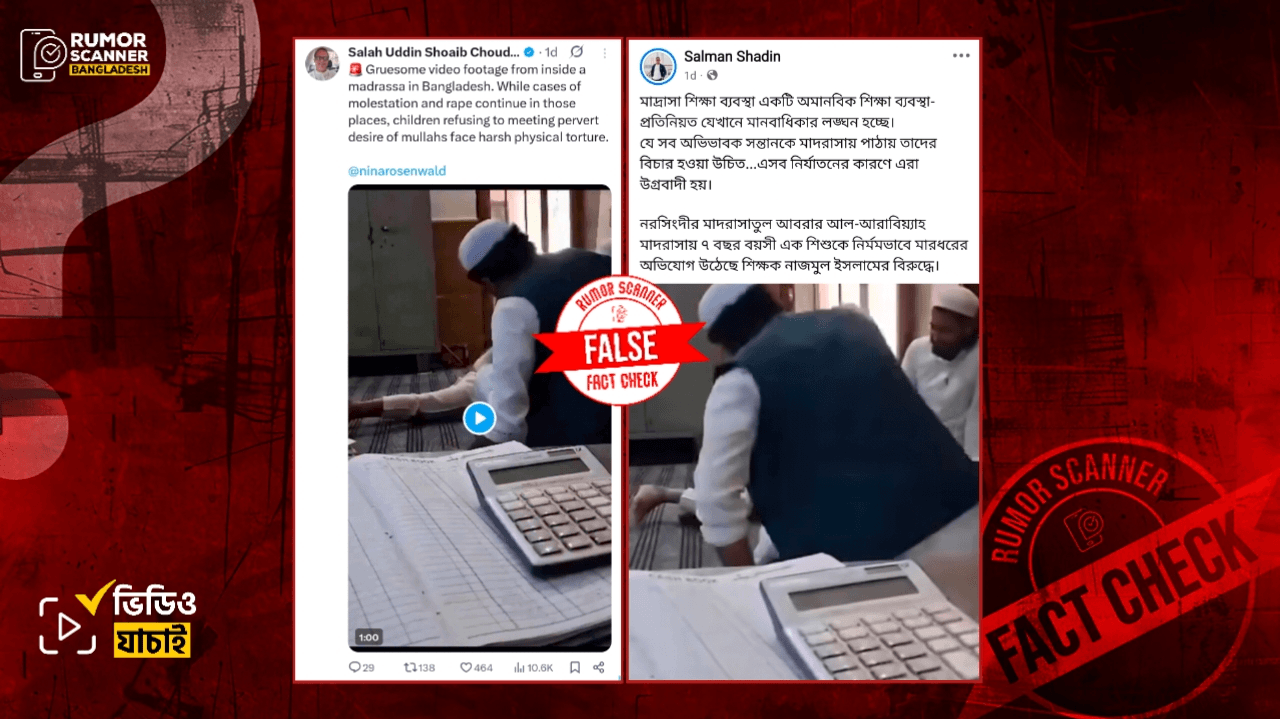 RUMOR
SCANNER
BANGLADESH
Salah Uddin Shoaib Choud... · 1d
🚨 Gruesome video footage from inside a
madrassa in Bangladesh. While cases of
molestation and rape continue in those
places, children refusing to meeting pervert
desire of mullahs face harsh physical torture.
@ninarosenwald
1:00
29 138 464 10.6K
Salman Shadin
1d ·
মাদ্রাসা শিক্ষা ব্যবস্থা একটি অমানবিক শিক্ষা ব্যবস্থা-
প্রতিনিয়ত যেখানে মানবাধিকার লঙ্ঘন হচ্ছে।
যে সব অভিভাবক সন্তানকে মাদরাসায় পাঠায় তাদের
বিচার হওয়া উচিত...এসব নির্যাতনের কারণে এরা
উগ্রবাদী হয়।
নরসিংদীর মাদরাসাতুল আবরার আল-আরাবিয়্যাহ
মাদরাসায় ৭ বছর বয়সী এক শিশুকে নির্মমভাবে মারধরের
অভিযোগ উঠেছে শিক্ষক নাজমুল ইসলামের বিরুদ্ধে।
RUMOR SCANNER
FALSE
FACT CHECK
ভিডিও
যাচাই
RUMOR SCANNER
FACT CHECK